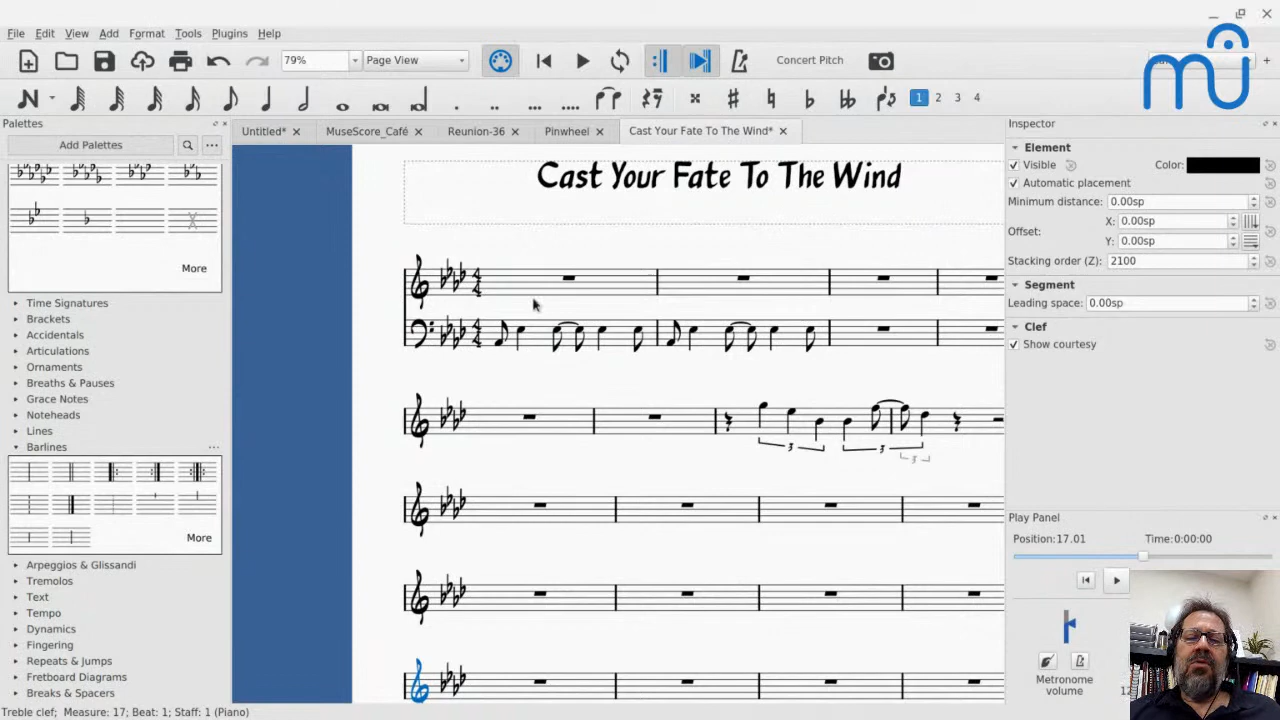 File Edit View Add Format Tools Plugins Help
79% Page View Concert Pitch
1 2 3 4
Palettes
Add Palettes
More
Time Signatures
Brackets
Accidentals
Articulations
Ornaments
Breaths & Pauses
Grace Notes
Noteheads
Lines
Barlines
More
Arpeggios & Glissandi
Tremolos
Text
Tempo
Dynamics
Fingering
Repeats & Jumps
Fretboard Diagrams
Breaks & Spacers
Treble clef; Measure: 17; Beat: 1; Staff: 1 (Piano)
Untitled* MuseScore_Café Reunion-36 Pinwheel Cast Your Fate To The Wind*
Cast Your Fate To The Wind
3 3
3
Inspector
Element
Visible Color:
Automatic placement
Minimum distance: 0.00sp
Offset: X: 0.00sp
Y: 0.00sp
Stacking order (Z): 2100
Segment
Leading space: 0.00sp
Clef
Show courtesy
Play Panel
Position:17.01 Time:0:00:00
Metronome
volume